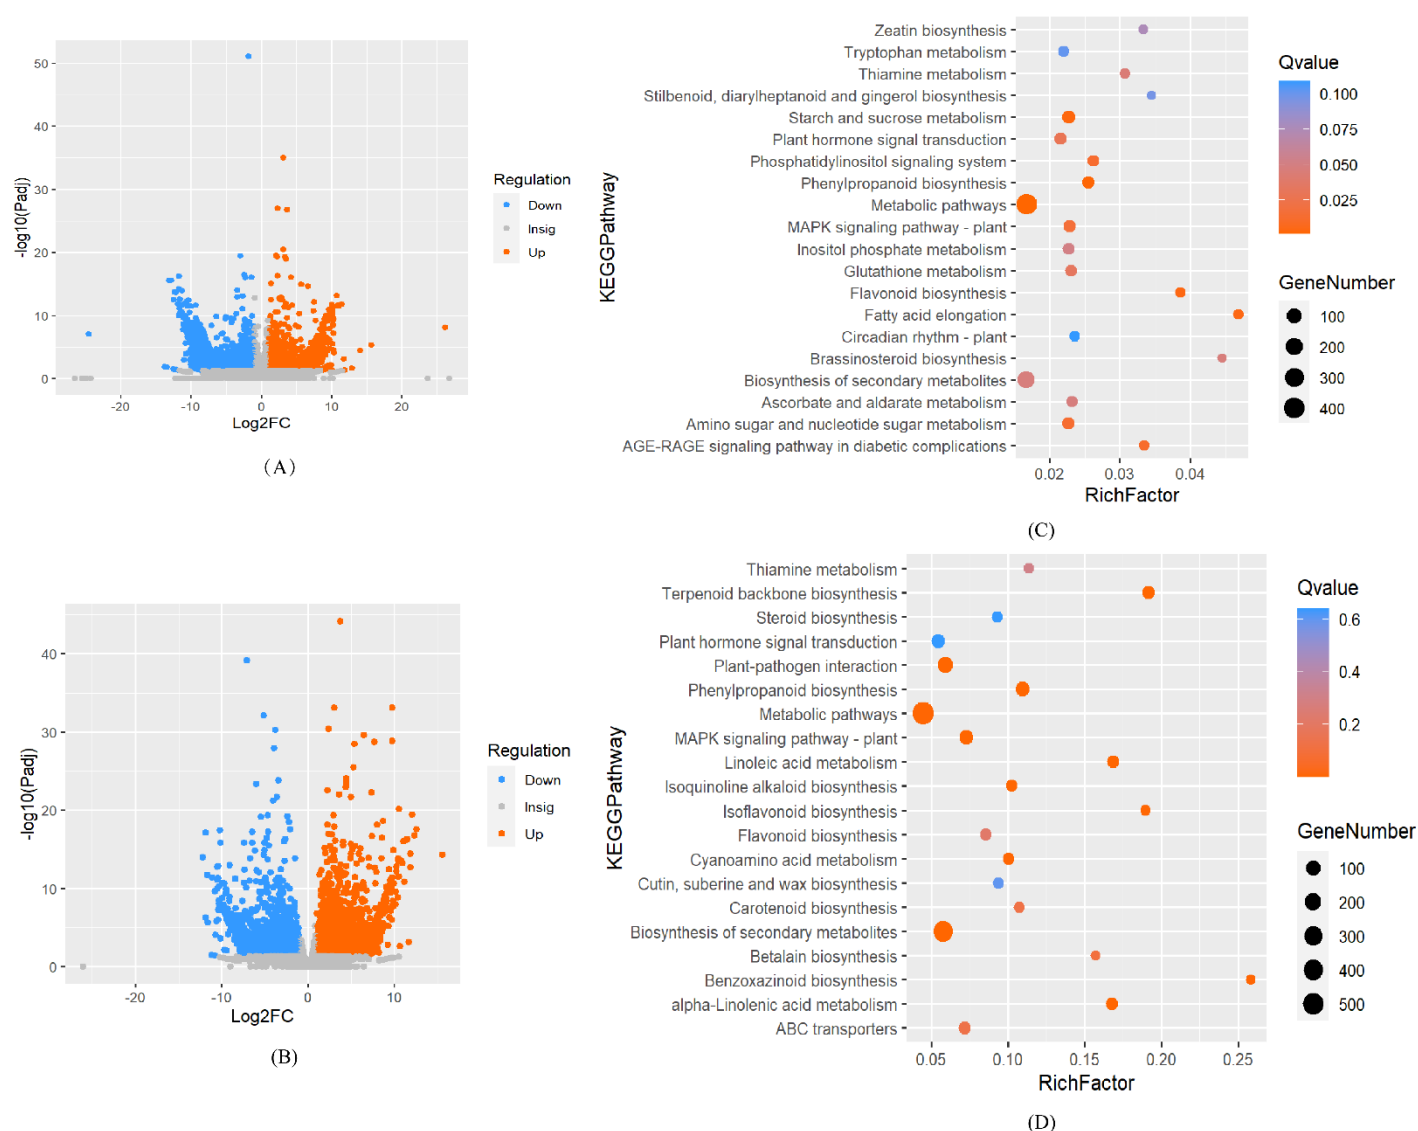 50
40
30
20
10
0
-20
-10
0
10
20
-log10(Padj)
Log2FC
Regulation
Down
Insig
Up
(A)
Zeatin biosynthesis
Tryptophan metabolism
Thiamine metabolism
Stilbenoid, diarylheptanoid and gingerol biosynthesis
Starch and sucrose metabolism
Plant hormone signal transduction
Phosphatidylinositol signaling system
Phenylpropanoid biosynthesis
Metabolic pathways
MAPK signaling pathway - plant
Inositol phosphate metabolism
Glutathione metabolism
Flavonoid biosynthesis
Fatty acid elongation
Circadian rhythm - plant
Brassinosteroid biosynthesis
Biosynthesis of secondary metabolites
Ascorbate and aldarate metabolism
Amino sugar and nucleotide sugar metabolism
AGE-RAGE signaling pathway in diabetic complications
KEGGPathway
0.02
0.03
0.04
RichFactor
Qvalue
0.100
0.075
0.050
0.025
GeneNumber
100
200
300
400
(C)
40
30
20
10
0
-20
-10
0
10
-log10(Padj)
Log2FC
Regulation
Down
Insig
Up
(B)
Thiamine metabolism
Terpenoid backbone biosynthesis
Steroid biosynthesis
Plant hormone signal transduction
Plant-pathogen interaction
Phenylpropanoid biosynthesis
Metabolic pathways
MAPK signaling pathway - plant
Linoleic acid metabolism
Isoquinoline alkaloid biosynthesis
Isoflavonoid biosynthesis
Flavonoid biosynthesis
Cyanoamino acid metabolism
Cutin, suberine and wax biosynthesis
Carotenoid biosynthesis
Biosynthesis of secondary metabolites
Betalain biosynthesis
Benzoxazinoid biosynthesis
alpha-Linolenic acid metabolism
ABC transporters
KEGGPathway
0.05
0.10
0.15
0.20
0.25
RichFactor
Qvalue
0.6
0.4
0.2
GeneNumber
100
200
300
400
500
(D)